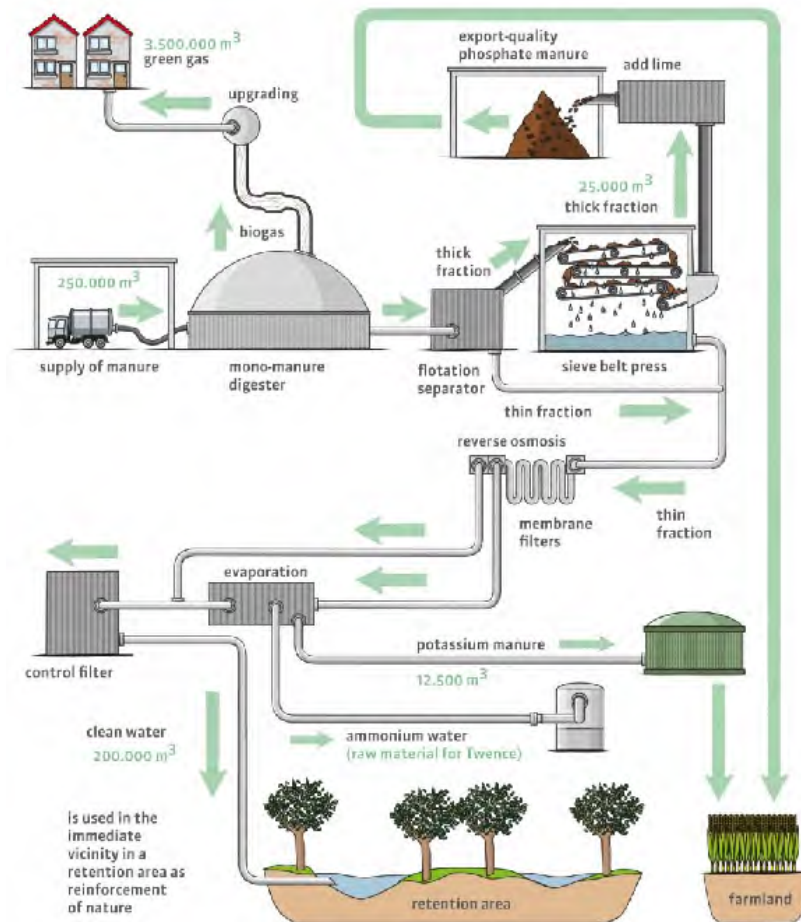 3.500.000 m³
green gas
upgrading
export-quality
phosphate manure
add lime
25.000 m³
thick fraction
biogas
thick
fraction
250.000 m³
supply of manure
mono-manure
digester
flotation
separator
sieve belt press
thin fraction
reverse osmosis
membrane
filters
thin
fraction
evaporation
control filter
potassium manure
12.500 m³
clean water
200.000 m³
ammonium water
(raw material for Twence)
is used in the
immediate
vicinity in a
retention area as
reinforcement
of nature
retention area
farmland